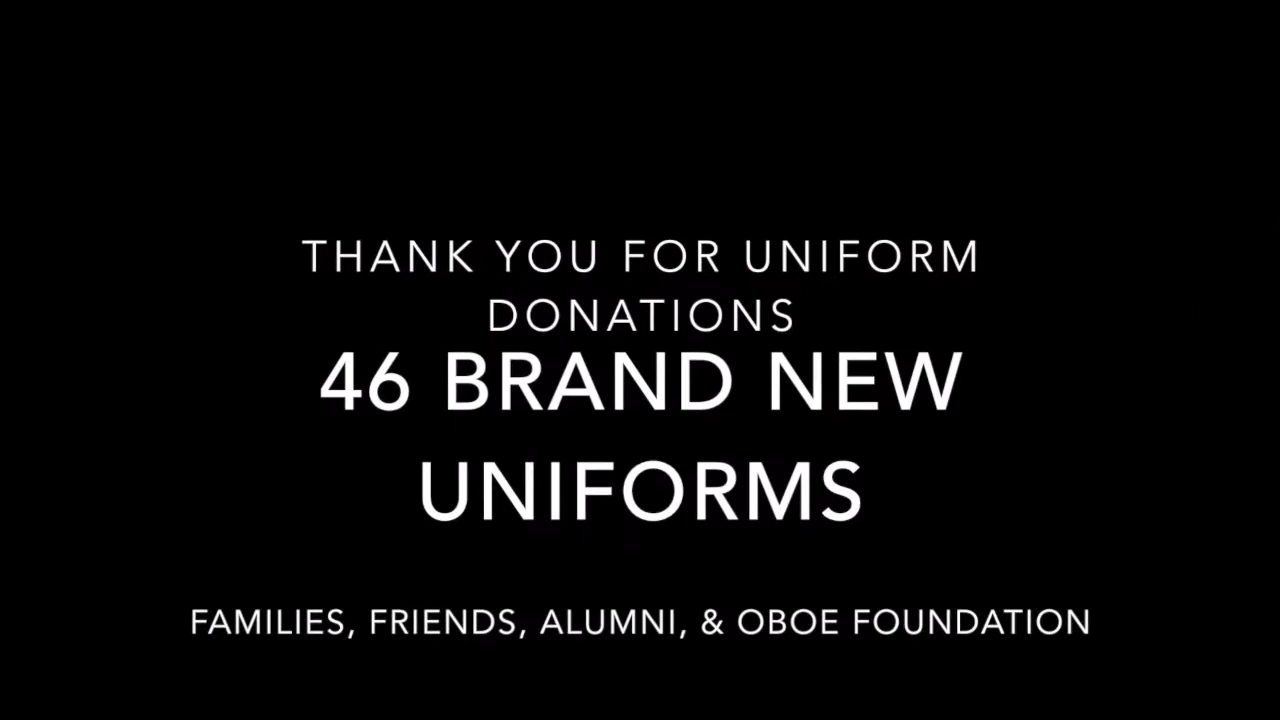 THANK YOU FOR UNIFORM
DONATIONS
46 BRAND NEW
UNIFORMS
FAMILIES, FRIENDS, ALUMNI, & OBOE FOUNDATION